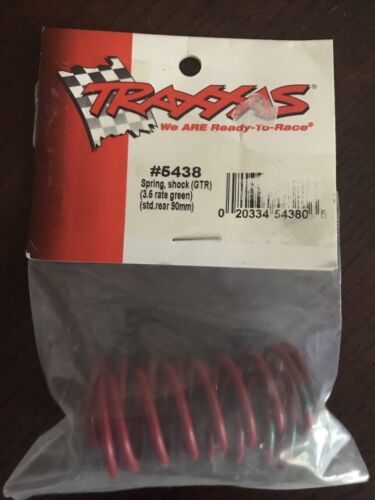 TRAXXAS
We ARE Ready-To-Race®
#5438
Spring, shock (GTR)
(3.5 rate green)
(std.rear 90mm)
0 20334 54380 6